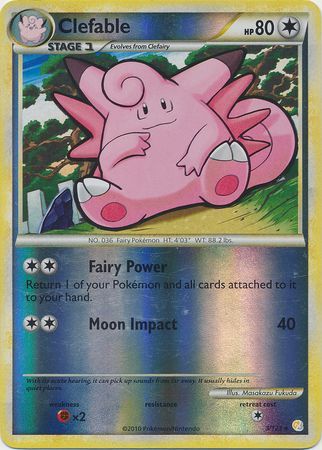 Clefable
HP 80
STAGE 1
Evolves from Clefairy
NO. 036 Fairy Pokémon HT: 4'03" WT: 88.2 lbs.
Fairy Power
Return 1 of your Pokémon and all cards attached to it
to your hand.
Moon Impact 40
With its acute hearing, it can pick up sounds from far away. It usually hides in
quiet places.
Illus. Masakazu Fukuda
weakness resistance retreat cost
×2
©2010 Pokémon/Nintendo
/123